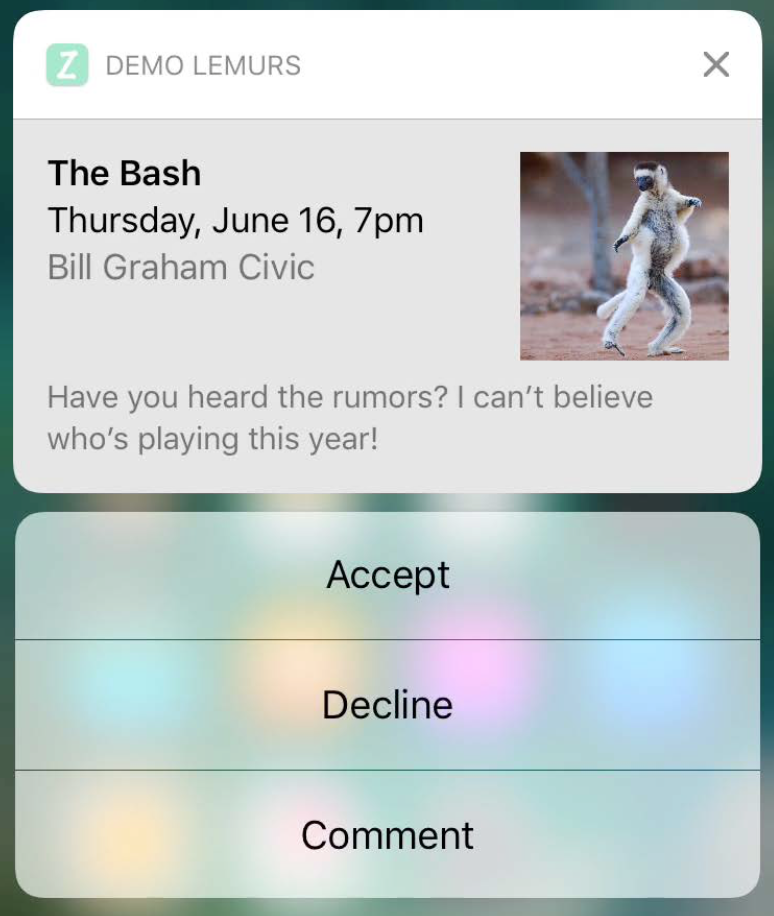 Z DEMO LEMURS
The Bash
Thursday, June 16, 7pm
Bill Graham Civic
Have you heard the rumors? I can’t believe
who’s playing this year!
Accept
Decline
Comment